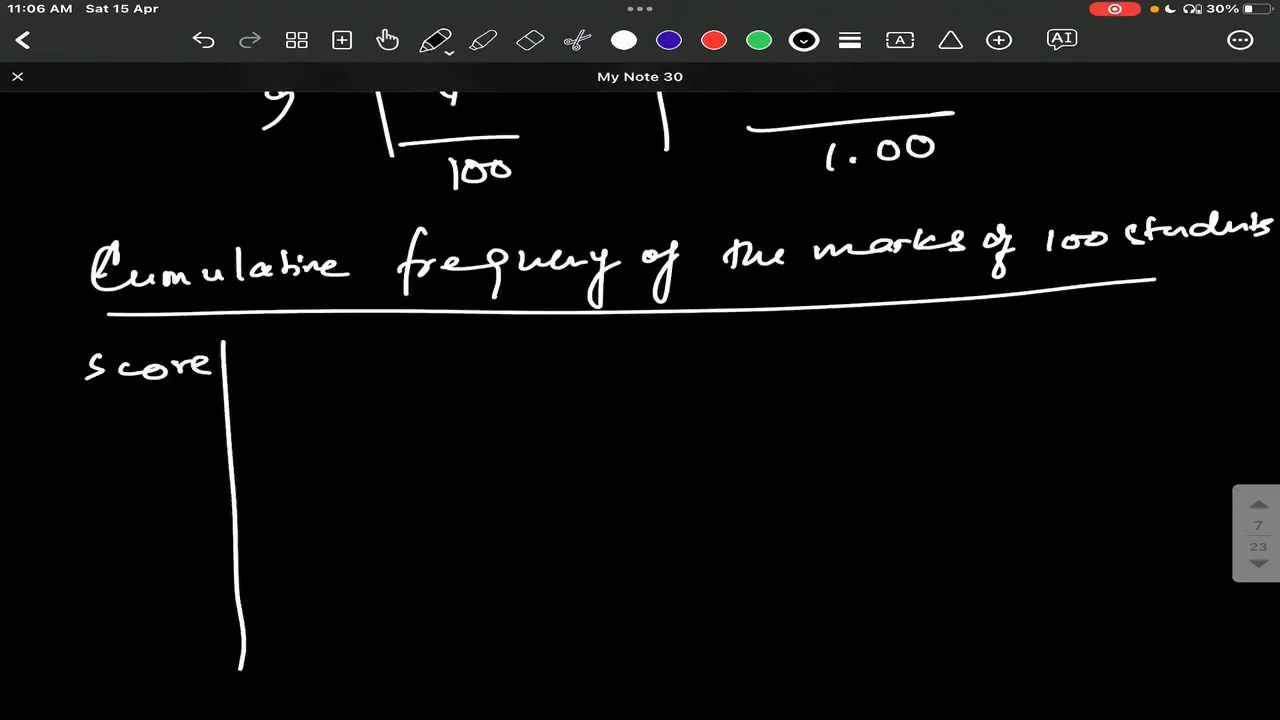 11:06 AM Sat 15 Apr
30%
A
AI
My Note 30
100
1.00
Cumulative frequency of the marks of 100 students
Score
7
23